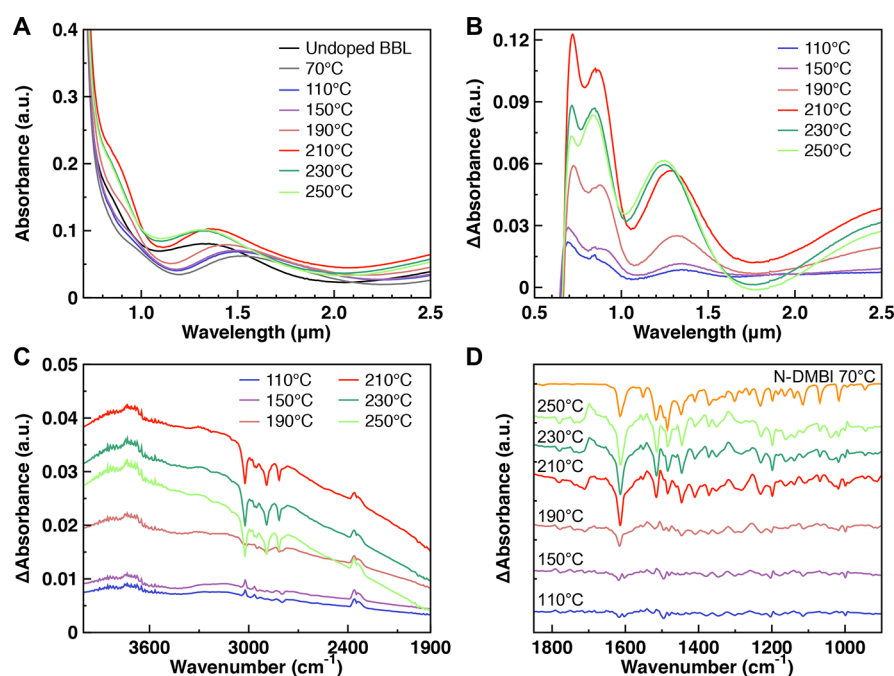 A
0.4
0.3
0.2
0.1
0
Absorbance (a.u.)
Undoped BBL
70°C
110°C
150°C
190°C
210°C
230°C
250°C
1.0 1.5 2.0 2.5
Wavelength (µm)
B
0.12
0.09
0.06
0.03
0
ΔAbsorbance (a.u.)
110°C
150°C
190°C
210°C
230°C
250°C
0.5 1.0 1.5 2.0 2.5
Wavelength (µm)
C
0.05
0.04
0.03
0.02
0.01
0
ΔAbsorbance (a.u.)
110°C 210°C
150°C 230°C
190°C 250°C
3600 3000 2400 1900
Wavenumber (cm⁻¹)
D
ΔAbsorbance (a.u.)
N-DMBI 70°C
250°C
230°C
210°C
190°C
150°C
110°C
1800 1600 1400 1200 1000
Wavenumber (cm⁻¹)